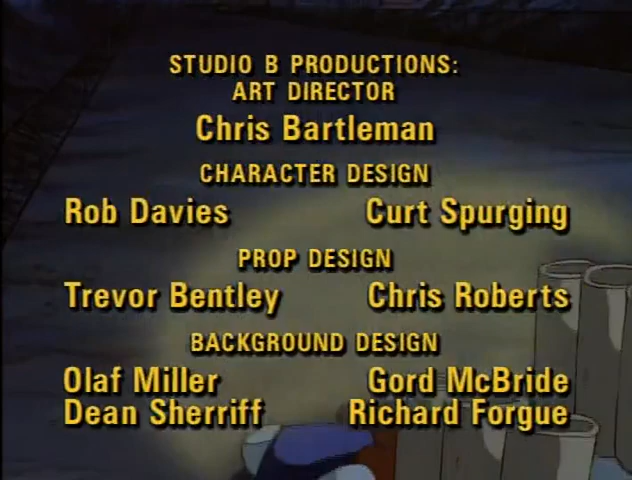 STUDIO B PRODUCTIONS:
ART DIRECTOR
Chris Bartleman
CHARACTER DESIGN
Rob Davies Curt Spurging
PROP DESIGN
Trevor Bentley Chris Roberts
BACKGROUND DESIGN
Olaf Miller Gord McBride
Dean Sherriff Richard Forgue